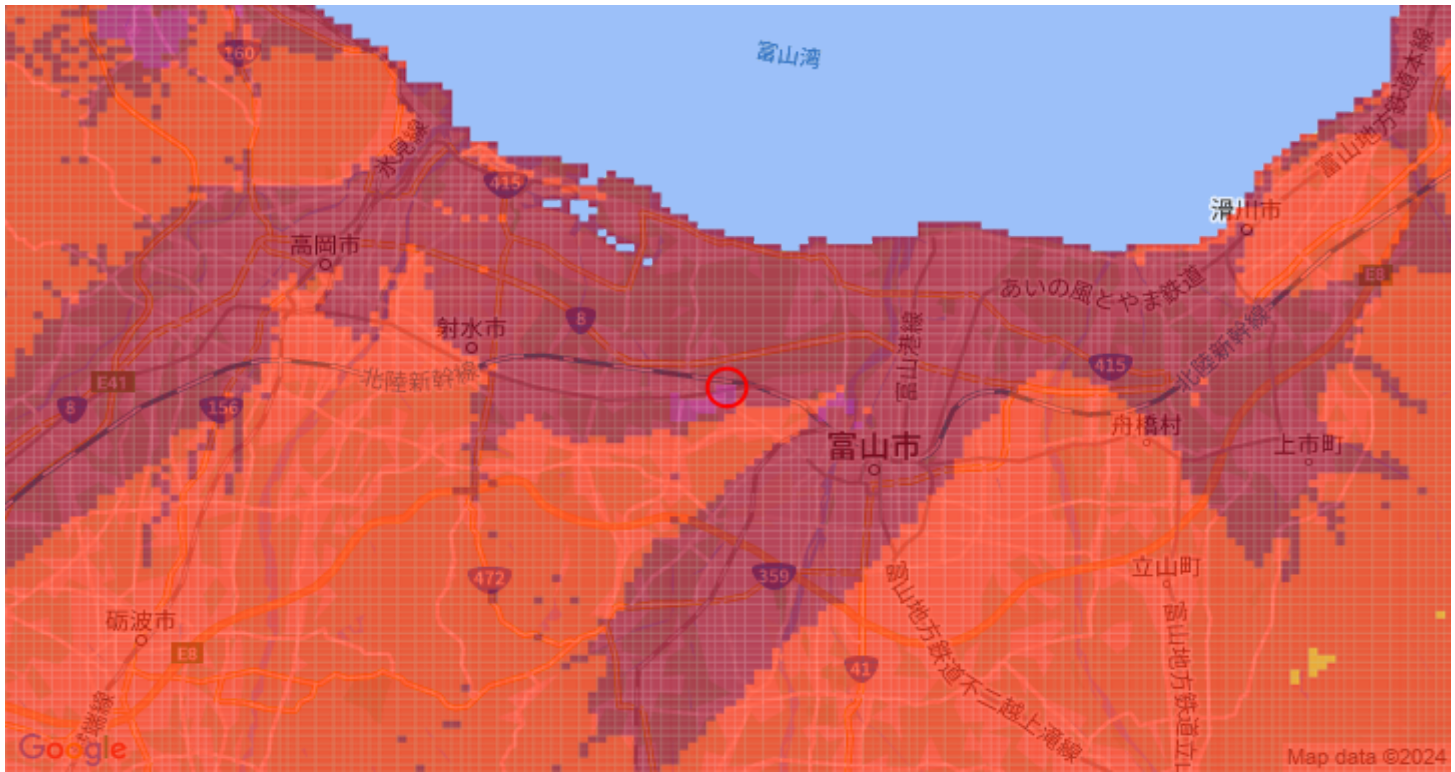 160
富山湾
富山地方鉄道本線
氷見線
415
滑川市
高岡市
E8
あいの風とやま鉄道
8
射水市
富山港線
北陸新幹線
415
北陸新幹線
E41
8
156
舟橋村
富山市
上市町
472
359
立山町
砺波市
E8
41
富山地方鉄道不二越上滝線
富山地方鉄道立
端線
Google
Map data ©2024